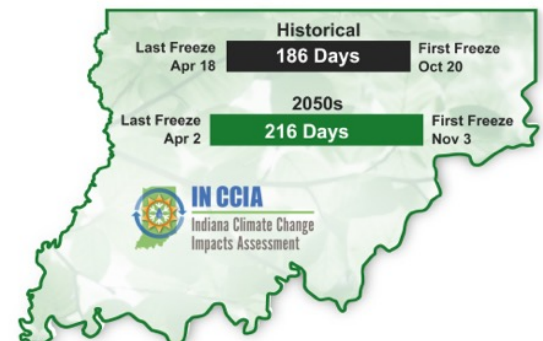 Historical
Last Freeze
Apr 18
186 Days
First Freeze
Oct 20
2050s
Last Freeze
Apr 2
216 Days
First Freeze
Nov 3
IN CCIA
Indiana Climate Change
Impacts Assessment